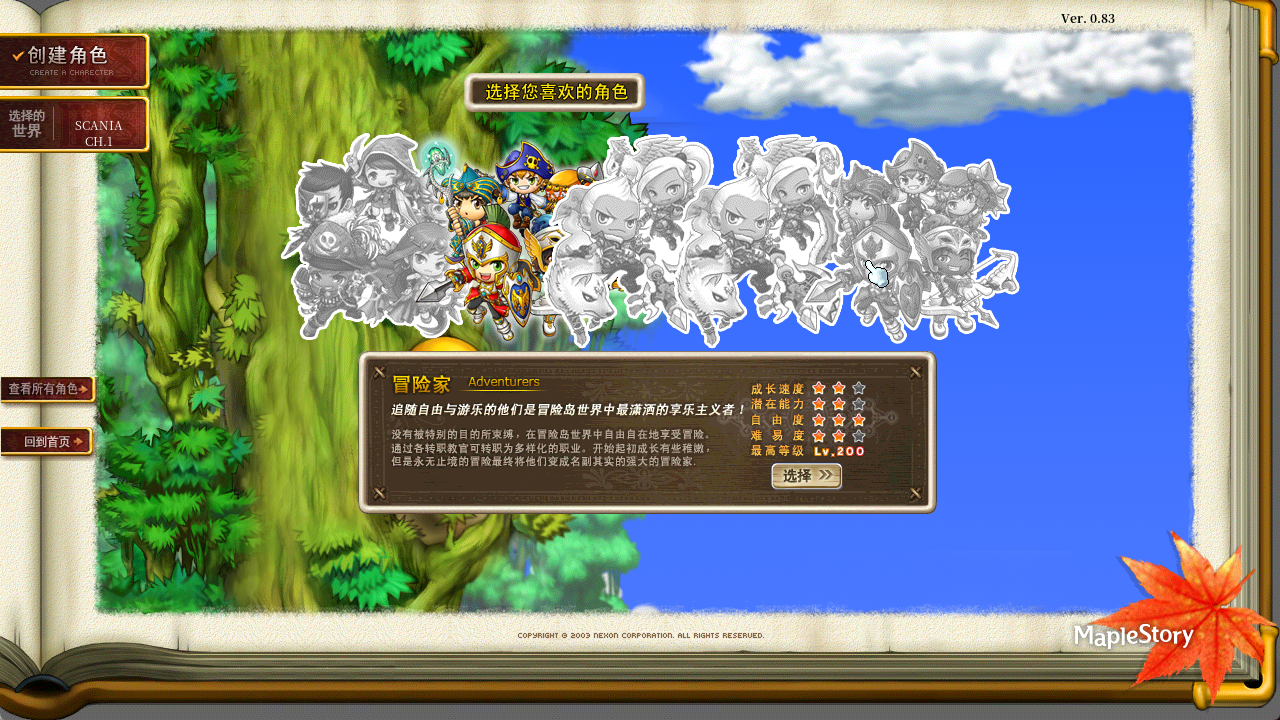 Ver. 0.83
创建角色
CREATE A CHARECTER
选择的
世界
SCANIA
CH.1
选择您喜欢的角色
查看所有角色
回到首页
冒险家 Adventurers
追随自由与游乐的他们是冒险岛世界中最潇洒的享乐主义者！
没有被特别的目的所束缚，在冒险岛世界中自由自在地享受冒险。
通过各转职教官可转职为多样化的职业。开始起初成长有些稚嫩，
但是永无止境的冒险最终将他们变成名副其实的强大的冒险家.
成长速度
潜在能力
自由度
难易度
最高等级 Lv.200
选择
COPYRIGHT © 2003 NEXON CORPORATION. ALL RIGHTS RESERVED.
MapleStory